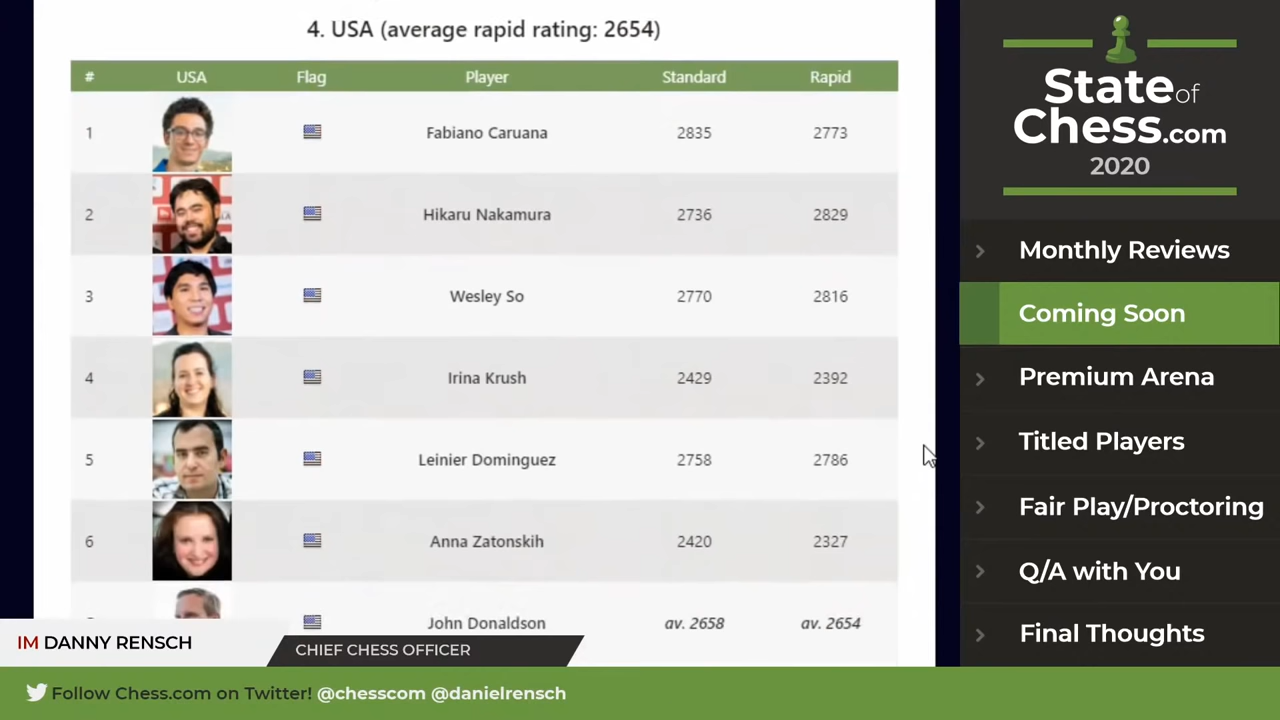 4. USA (average rapid rating: 2654)
# USA Flag Player Standard Rapid
1 Fabiano Caruana 2835 2773
2 Hikaru Nakamura 2736 2829
3 Wesley So 2770 2816
4 Irina Krush 2429 2392
5 Leinier Dominguez 2758 2786
6 Anna Zatonskih 2420 2327
John Donaldson av. 2658 av. 2654
IM DANNY RENSCH
CHIEF CHESS OFFICER
Follow Chess.com on Twitter! @chesscom @danielrensch
State of
Chess.com
2020
Monthly Reviews
Coming Soon
Premium Arena
Titled Players
Fair Play/Proctoring
Q/A with You
Final Thoughts